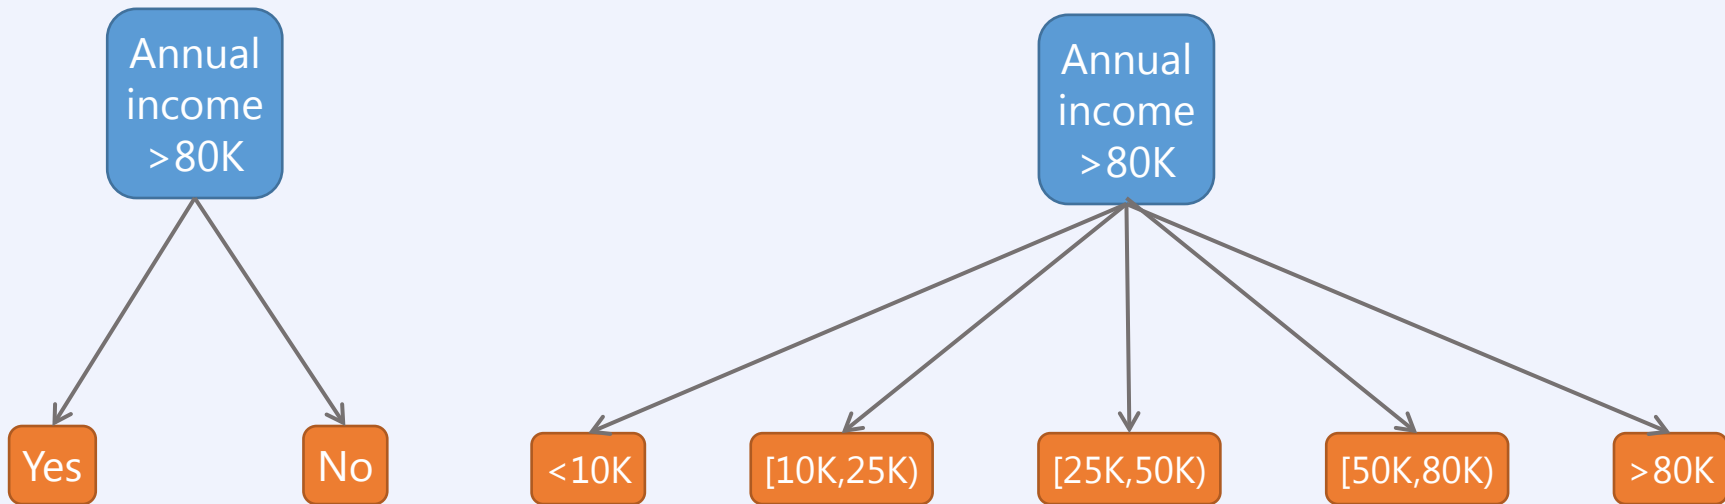 Annual
income
>80K
Yes
No
Annual
income
>80K
<10K
[10K,25K)
[25K,50K)
[50K,80K)
>80K